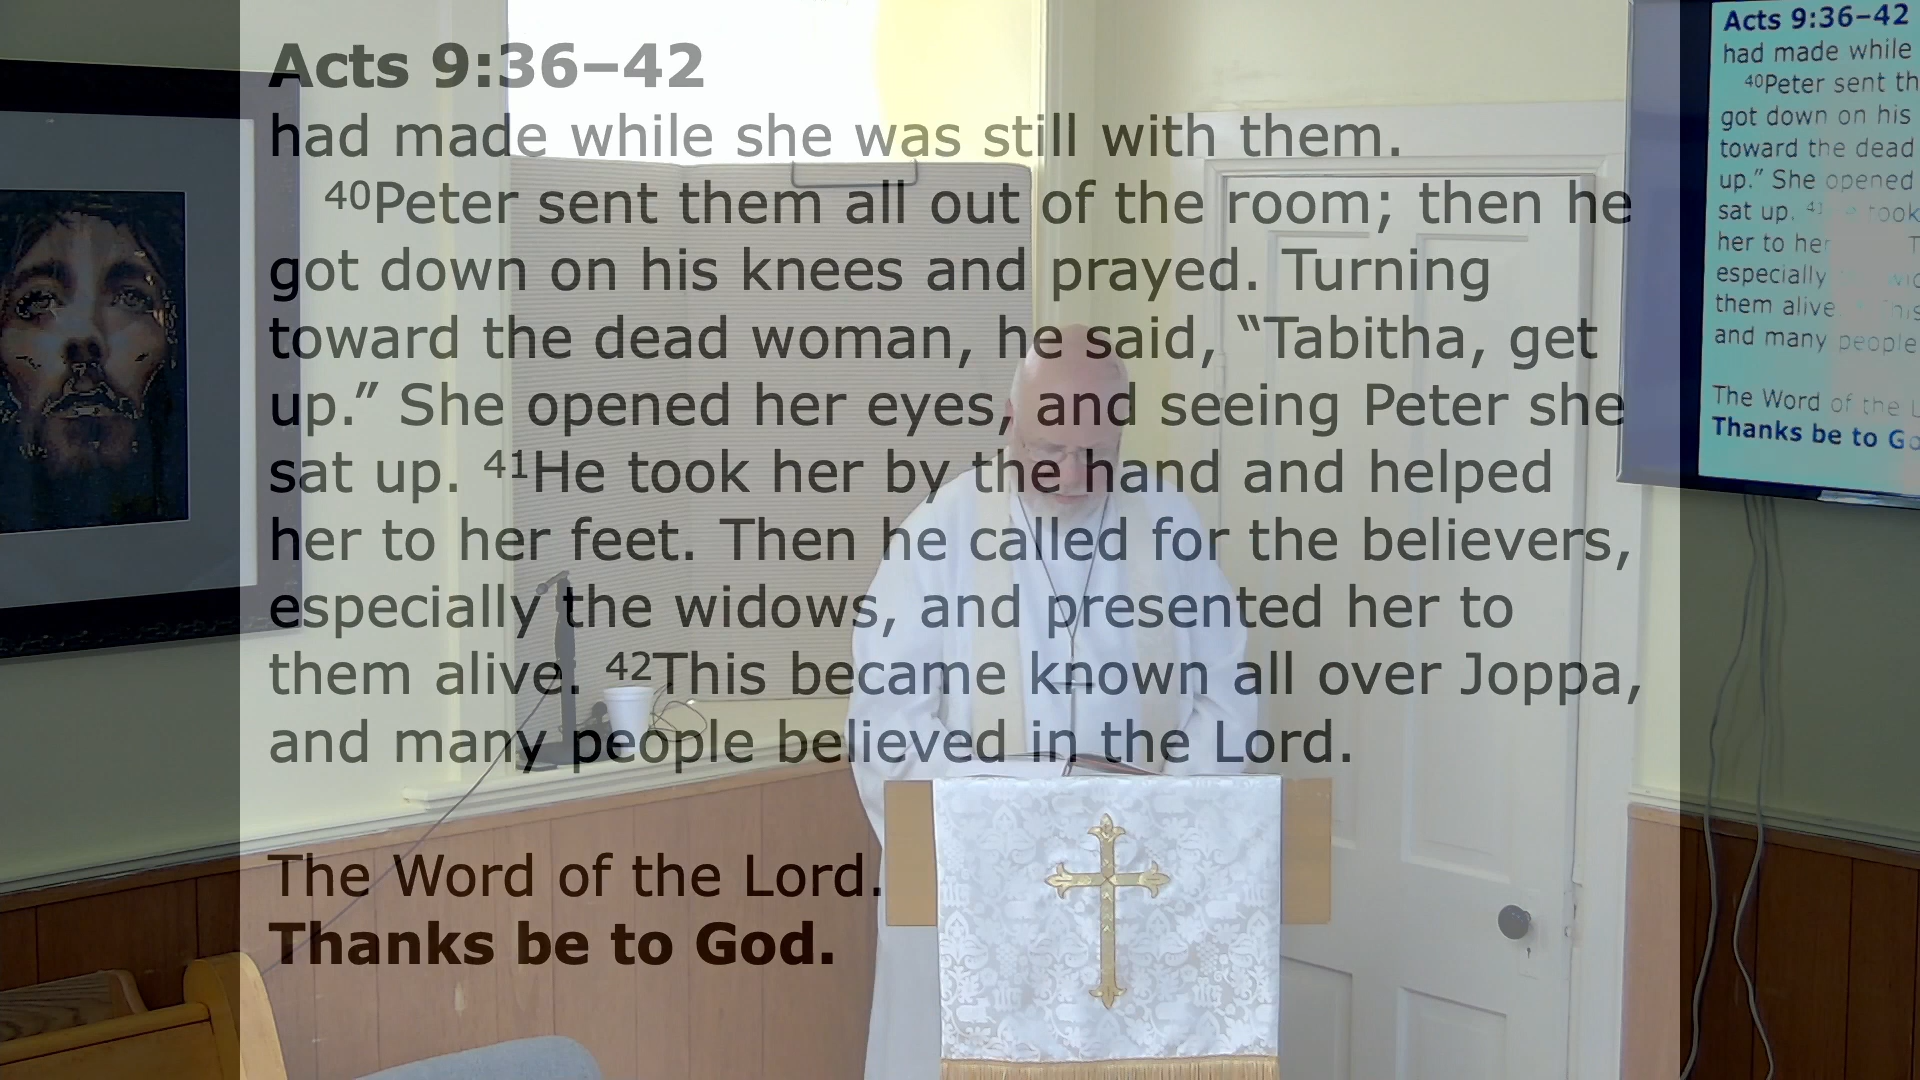 Acts 9:36–42
had made while she was still with them.
⁴⁰Peter sent them all out of the room; then he
got down on his knees and prayed. Turning
toward the dead woman, he said, “Tabitha, get
up.” She opened her eyes, and seeing Peter she
sat up. ⁴¹He took her by the hand and helped
her to her feet. Then he called for the believers,
especially the widows, and presented her to
them alive. ⁴²This became known all over Joppa,
and many people believed in the Lord.
The Word of the Lord.
Thanks be to God.
Acts 9:36–42
had made while
⁴⁰Peter sent th
got down on his
toward the dead
up.” She opened
sat up. ⁴¹ took
her to her
especially
them alive
and many people
The Word of the L
Thanks be to Go